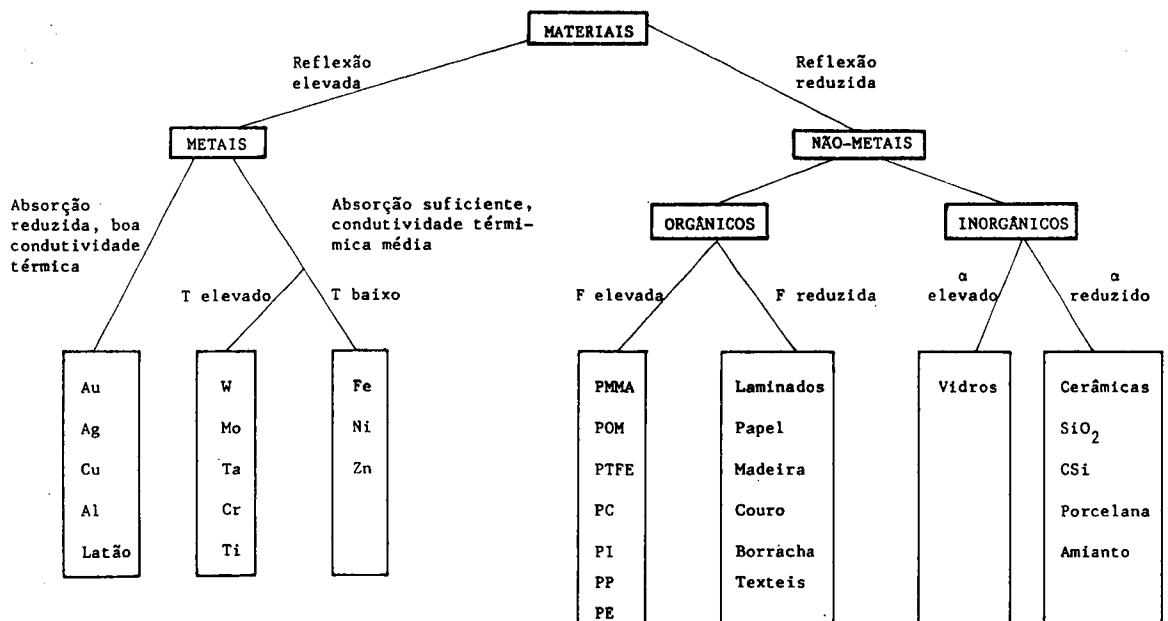 MATERIAIS
Reflexão
elevada
Reflexão
reduzida
METAIS
NÃO-METAIS
Absorção
reduzida, boa
condutividade
térmica
Absorção suficiente,
condutividade térmi-
mica média
T elevado
T baixo
ORGÂNICOS
INORGÂNICOS
F elevada
F reduzida
α
elevado
α
reduzido
Au
Ag
Cu
Al
Latão
W
Mo
Ta
Cr
Ti
Fe
Ni
Zn
PMMA
POM
PTFE
PC
PI
PP
PE
Laminados
Papel
Madeira
Couro
Borracha
Texteis
Vidros
Cerâmicas
SiO2
CSi
Porcelana
Amianto